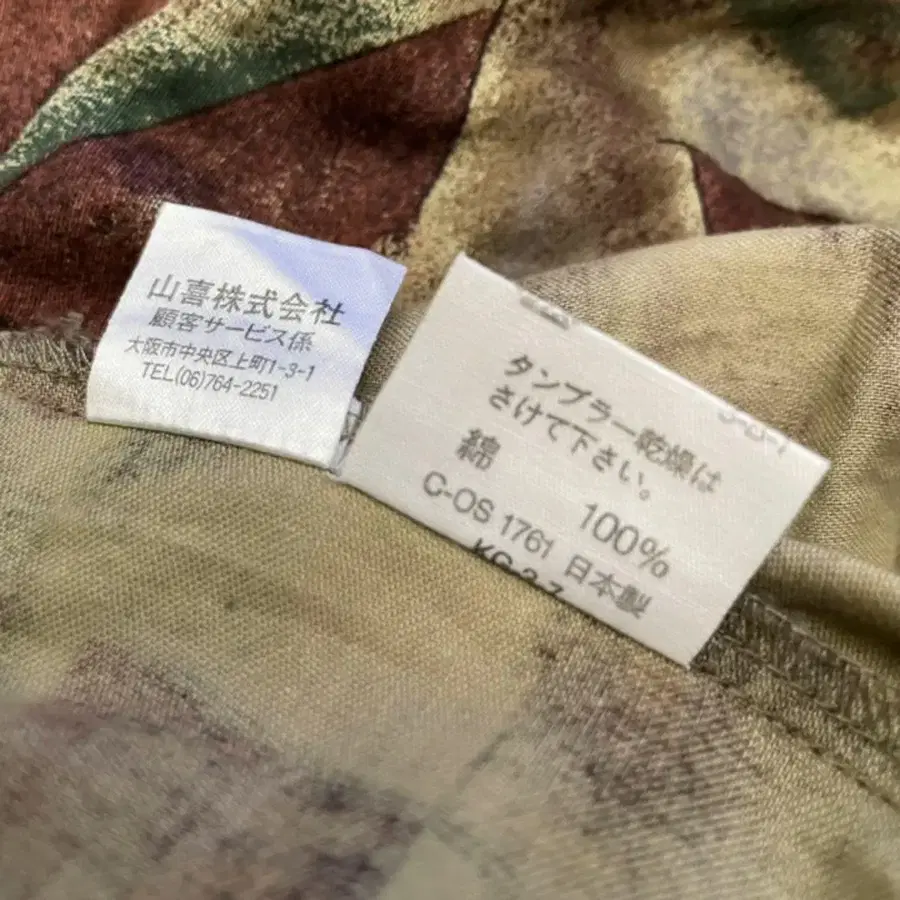 山喜株式会社
顧客サービス係
大阪市中央区上町1-3-1
TEL(06)764-2251
タンブラー乾燥は
さけて下さい。
綿 100%
C-OS 1761 日本製